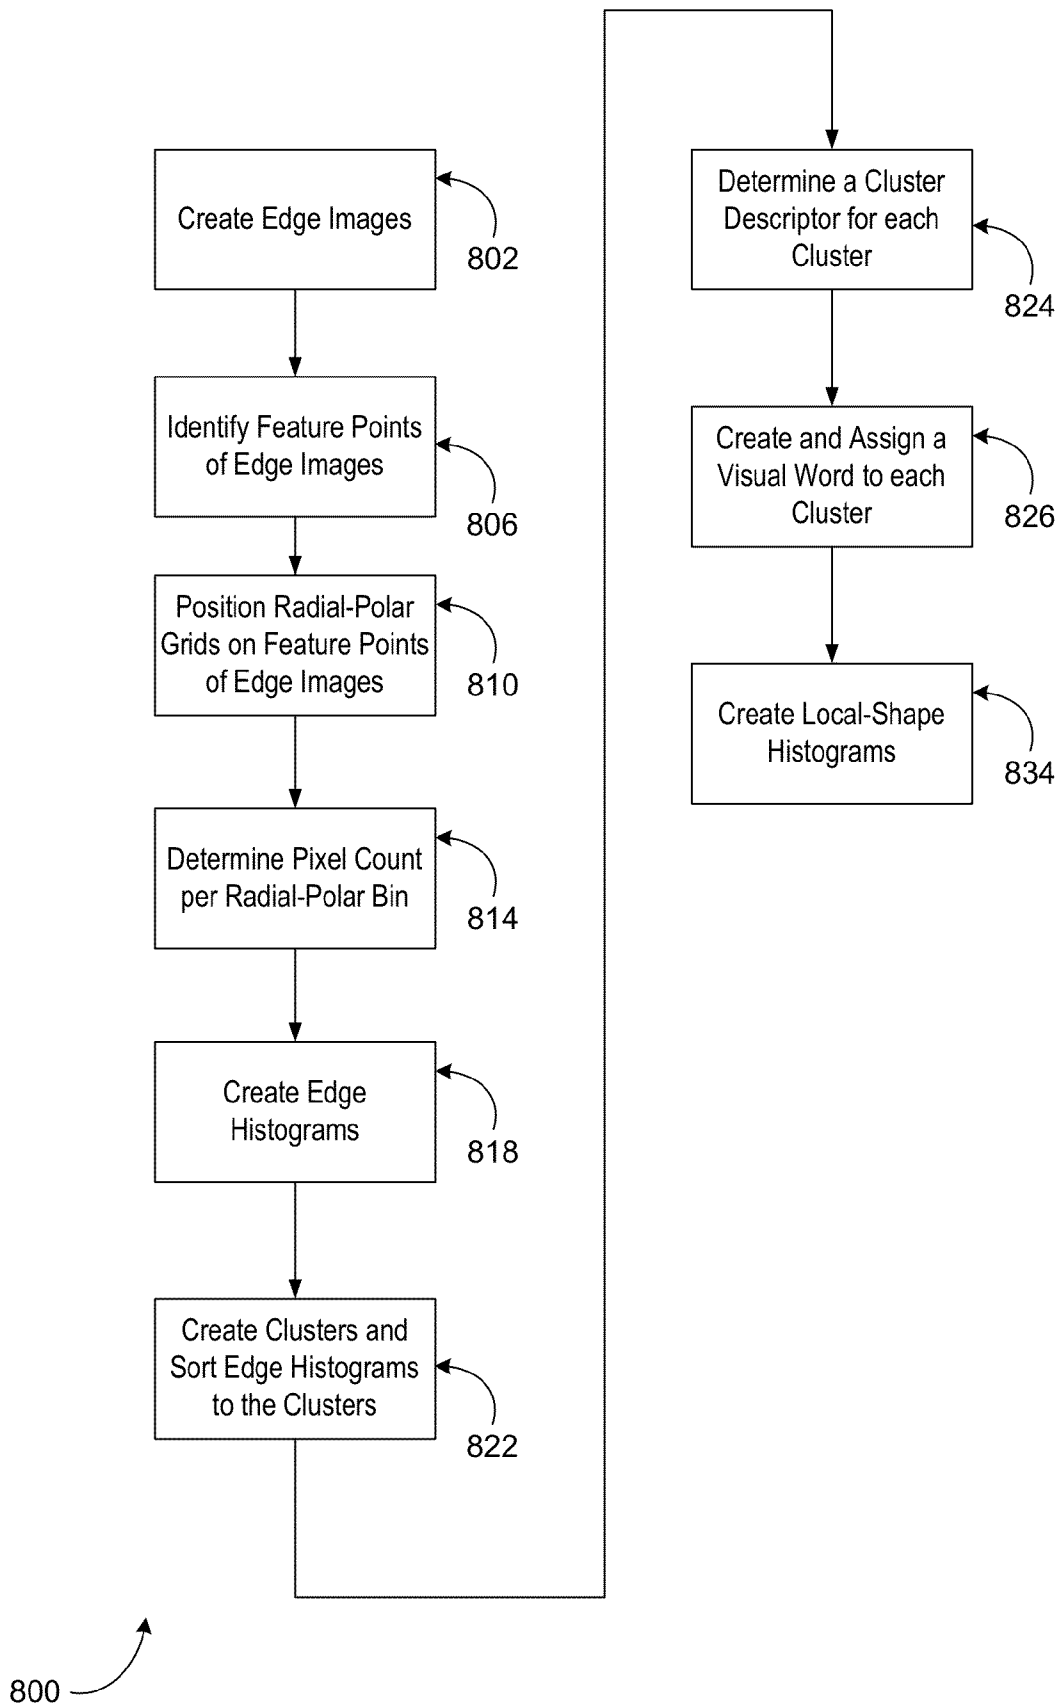 Create Edge Images
802
Identify Feature Points
of Edge Images
806
Position Radial-Polar
Grids on Feature Points
of Edge Images
810
Determine Pixel Count
per Radial-Polar Bin
814
Create Edge
Histograms
818
Create Clusters and
Sort Edge Histograms
to the Clusters
822
Determine a Cluster
Descriptor for each
Cluster
824
Create and Assign a
Visual Word to each
Cluster
826
Create Local-Shape
Histograms
834
800